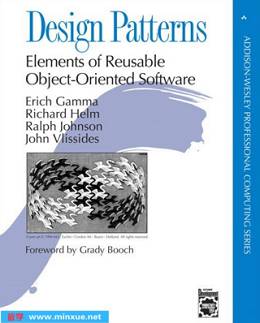 Design Patterns
Elements of Reusable
Object-Oriented Software
Erich Gamma
Richard Helm
Ralph Johnson
John Vlissides
Foreword by Grady Booch
ADDISON-WESLEY PROFESSIONAL COMPUTING SERIES
www.minxue.net